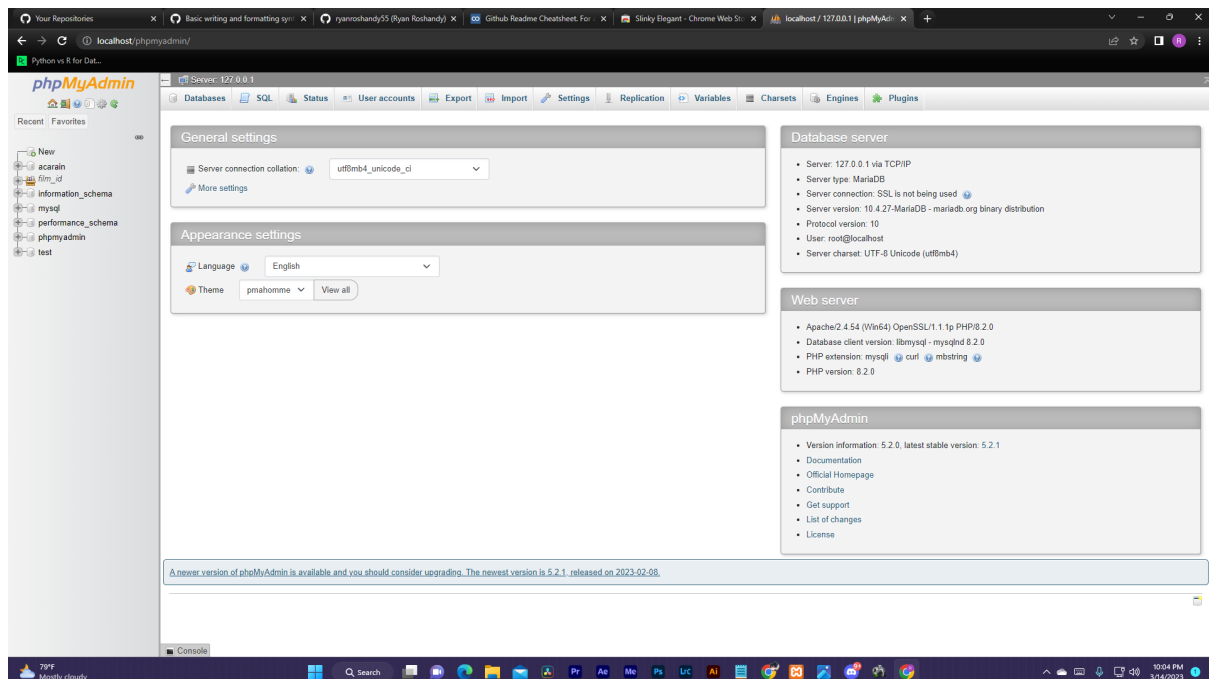 Your Repositories
Basic writing and formatting syn
ryanroshandy55 (Ryan Roshandy)
Github Readme Cheatsheet. For
Slinky Elegant - Chrome Web Sto
localhost / 127.0.0.1 | phpMyAdm
localhost/phpmyadmin/
R
Python vs R for Dat...
phpMyAdmin
Recent Favorites
New
acarain
film_id
information_schema
mysql
performance_schema
phpmyadmin
test
Server: 127.0.0.1
Databases SQL Status User accounts Export Import Settings Replication Variables Charsets Engines Plugins
General settings
Server connection collation: utf8mb4_unicode_ci
More settings
Appearance settings
Language English
Theme pmahomme View all
Database server
Server: 127.0.0.1 via TCP/IP
Server type: MariaDB
Server connection: SSL is not being used
Server version: 10.4.27-MariaDB - mariadb.org binary distribution
Protocol version: 10
User: root@localhost
Server charset: UTF-8 Unicode (utf8mb4)
Web server
Apache/2.4.54 (Win64) OpenSSL/1.1.1p PHP/8.2.0
Database client version: libmysql - mysqlnd 8.2.0
PHP extension: mysqli curl mbstring
PHP version: 8.2.0
phpMyAdmin
Version information: 5.2.0, latest stable version: 5.2.1
Documentation
Official Homepage
Contribute
Get support
List of changes
License
A newer version of phpMyAdmin is available and you should consider upgrading. The newest version is 5.2.1, released on 2023-02-08.
Console
79°F
Mostly cloudy
Search
Pr Ae Me Ps LrC Ai
10:04 PM
3/14/2023